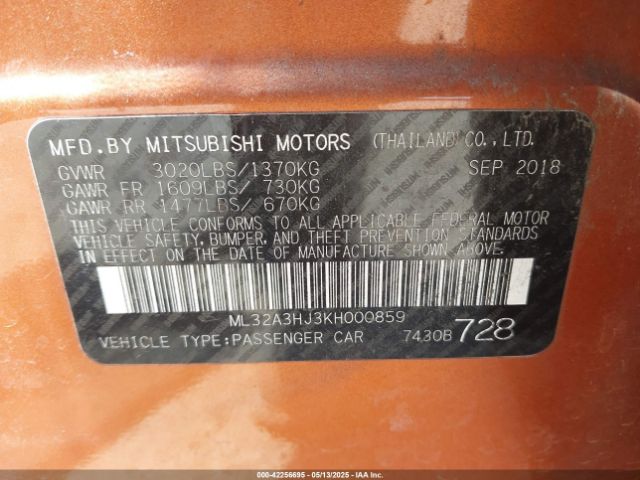 MFD.BY MITSUBISHI MOTORS (THAILAND)CO.,LTD.
GVWR 3020LBS/1370KG SEP 2018
GAWR FR 1609LBS/ 730KG
GAWR RR 1477LBS/ 670KG
THIS VEHICLE CONFORMS TO ALL APPLICABLE FEDERAL MOTOR
VEHICLE SAFETY, BUMPER, AND THEFT PREVENTION STANDARDS
IN EFFECT ON THE DATE OF MANUFACTURE SHOWN ABOVE.
ML32A3HJ3KH000859
VEHICLE TYPE:PASSENGER CAR 7430B 728
000-42256695 - 05/13/2025 - IAA Inc.